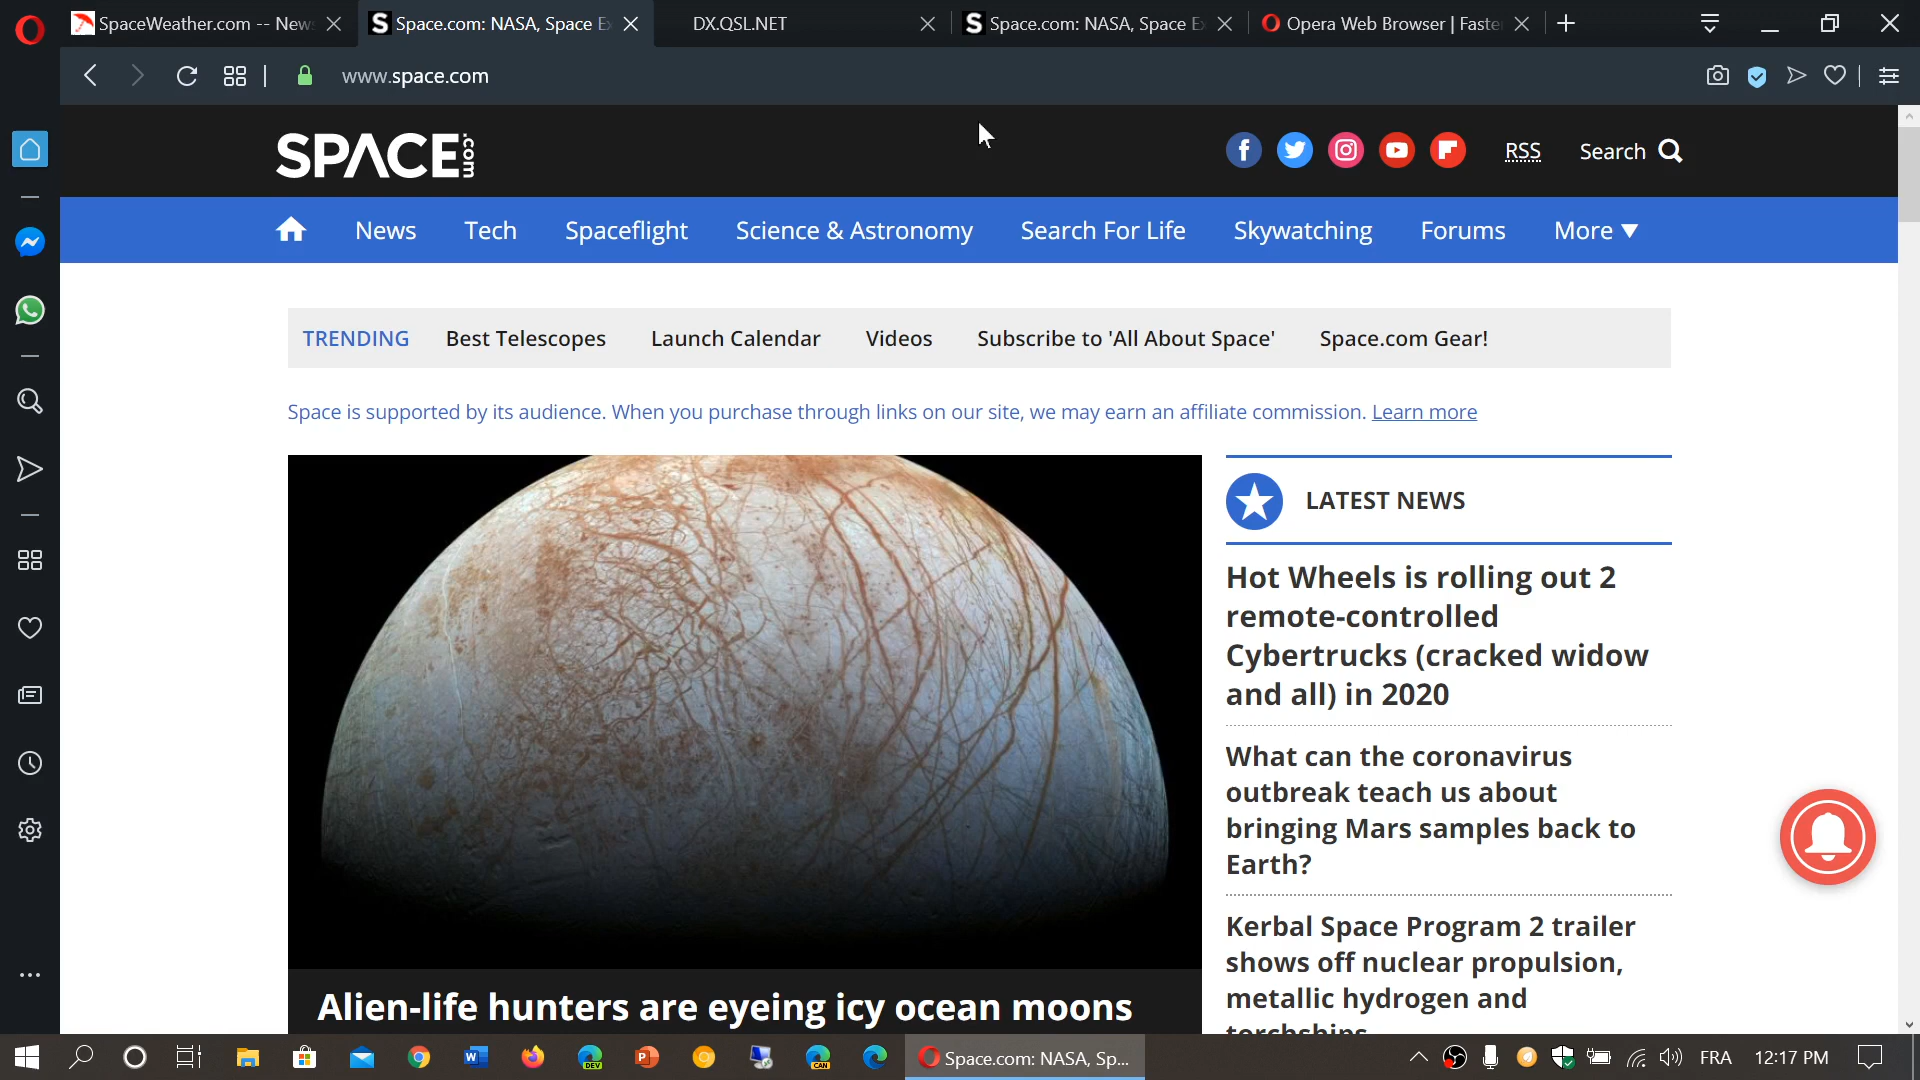 SpaceWeather.com -- New
Space.com: NASA, Space E
DX.QSL.NET
Space.com: NASA, Space E
Opera Web Browser | Faste
www.space.com
SPACE.com
RSS
Search
News
Tech
Spaceflight
Science & Astronomy
Search For Life
Skywatching
Forums
More
TRENDING
Best Telescopes
Launch Calendar
Videos
Subscribe to 'All About Space'
Space.com Gear!
Space is supported by its audience. When you purchase through links on our site, we may earn an affiliate commission. Learn more
LATEST NEWS
Hot Wheels is rolling out 2
remote-controlled
Cybertrucks (cracked widow
and all) in 2020
What can the coronavirus
outbreak teach us about
bringing Mars samples back to
Earth?
Kerbal Space Program 2 trailer
shows off nuclear propulsion,
metallic hydrogen and
torchships
Alien-life hunters are eyeing icy ocean moons
DEV
CAN
Space.com: NASA, Sp...
FRA
12:17 PM